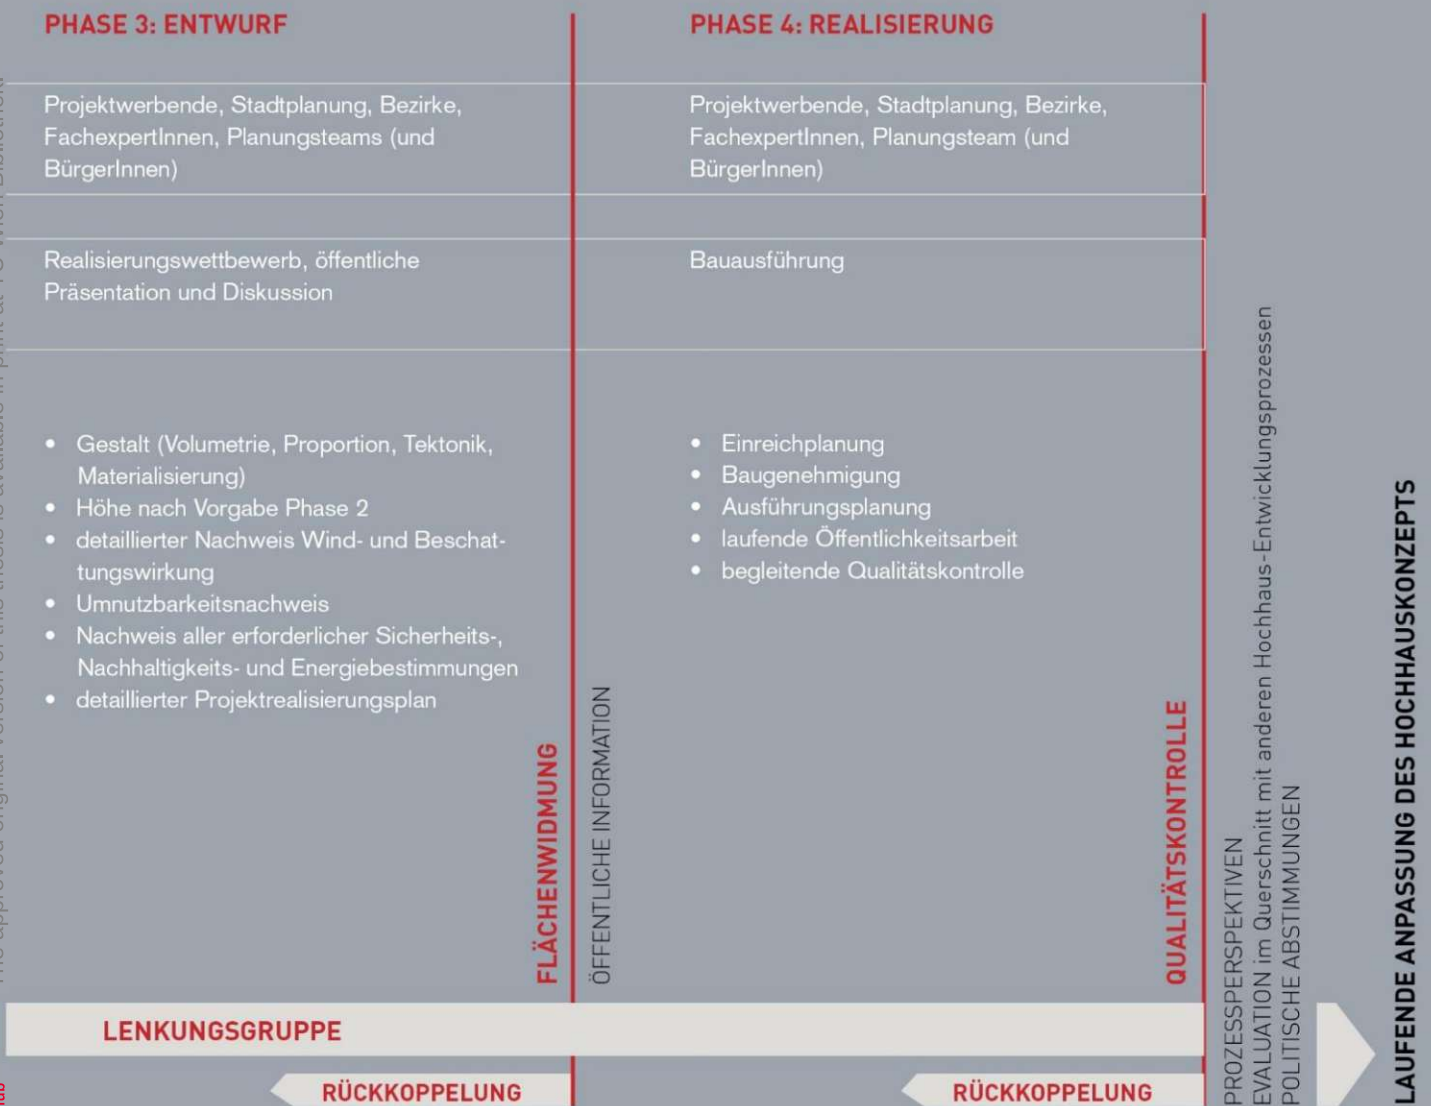 PHASE 3: ENTWURF
Projektwerbende, Stadtplanung, Bezirke,
FachexpertInnen, Planungsteams (und
BürgerInnen)
Realisierungswettbewerb, öffentliche
Präsentation und Diskussion
• Gestalt (Volumetrie, Proportion, Tektonik,
Materialisierung)
• Höhe nach Vorgabe Phase 2
• detaillierter Nachweis Wind- und Beschat-
tungswirkung
• Umnutzbarkeitsnachweis
• Nachweis aller erforderlicher Sicherheits-,
Nachhaltigkeits- und Energiebestimmungen
• detaillierter Projektrealisierungsplan
FLÄCHENWIDMUNG
ÖFFENTLICHE INFORMATION
PHASE 4: REALISIERUNG
Projektwerbende, Stadtplanung, Bezirke,
FachexpertInnen, Planungsteam (und
BürgerInnen)
Bauausführung
• Einreichplanung
• Baugenehmigung
• Ausführungsplanung
• laufende Öffentlichkeitsarbeit
• begleitende Qualitätskontrolle
QUALITÄTSKONTROLLE
PROZESSPERSPEKTIVEN
EVALUATION im Querschnitt mit anderen Hochhaus-Entwicklungsprozessen
POLITISCHE ABSTIMMUNGEN
LAUFENDE ANPASSUNG DES HOCHHAUSKONZEPTS
LENKUNGSGRUPPE
RÜCKKOPPELUNG
RÜCKKOPPELUNG